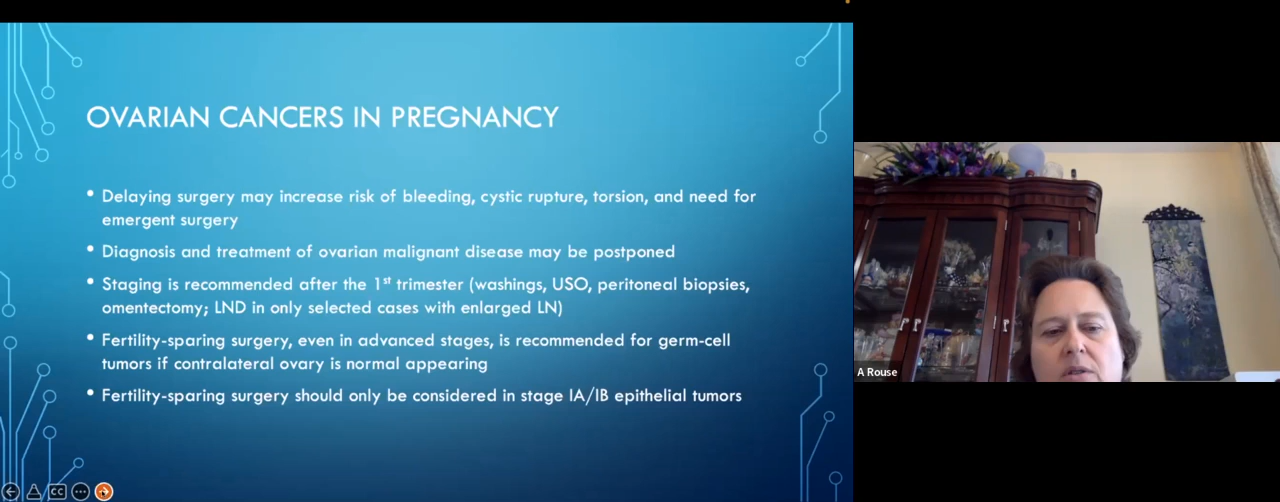 OVARIAN CANCERS IN PREGNANCY
• Delaying surgery may increase risk of bleeding, cystic rupture, torsion, and need for
emergent surgery
• Diagnosis and treatment of ovarian malignant disease may be postponed
• Staging is recommended after the 1st trimester (washings, USO, peritoneal biopsies,
omentectomy; LND in only selected cases with enlarged LN)
• Fertility-sparing surgery, even in advanced stages, is recommended for germ-cell
tumors if contralateral ovary is normal appearing
• Fertility-sparing surgery should only be considered in stage IA/IB epithelial tumors
A Rouse
CC